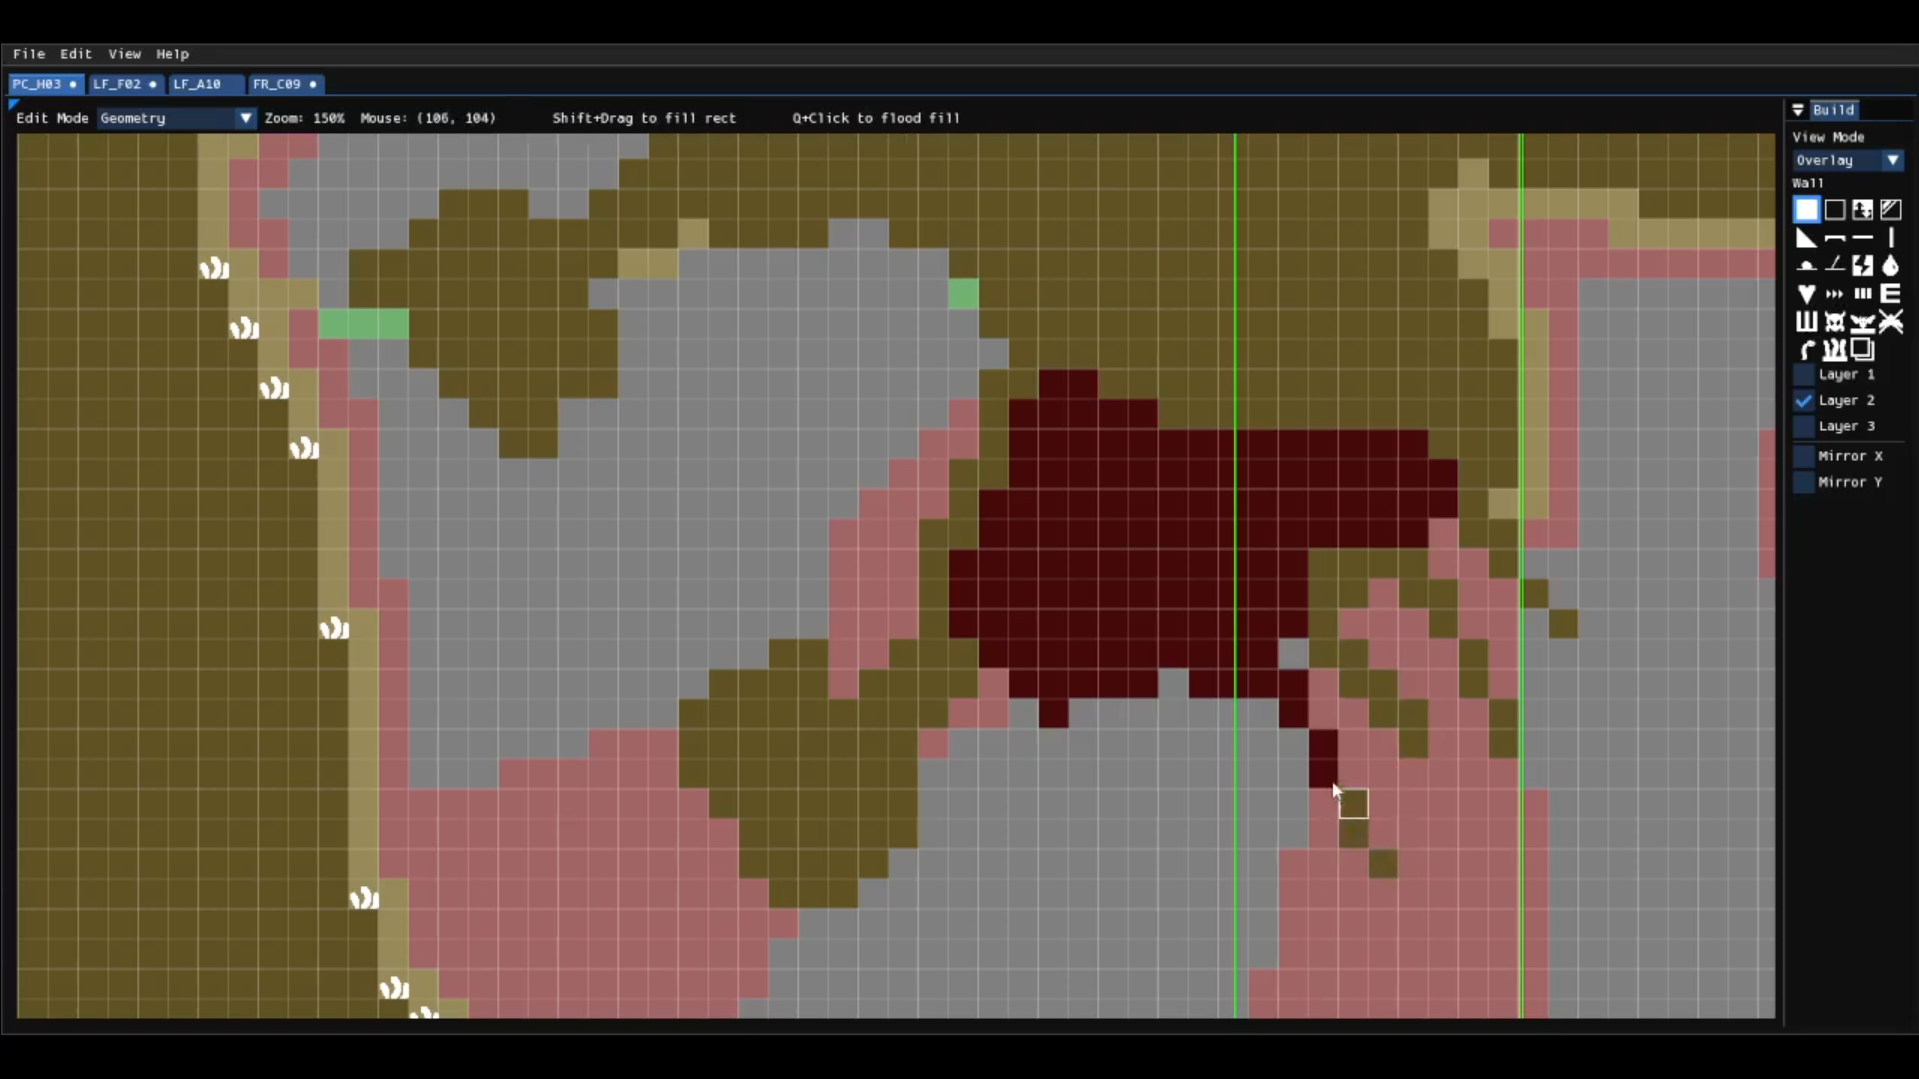 File Edit View Help
PC_H03 LF_F02 LF_A10 FR_C09
Edit Mode Geometry Zoom: 150% Mouse: (106, 104) Shift+Drag to fill rect Q+Click to flood fill
Build
View Mode
Overlay
Wall
Layer 1
Layer 2
Layer 3
Mirror X
Mirror Y